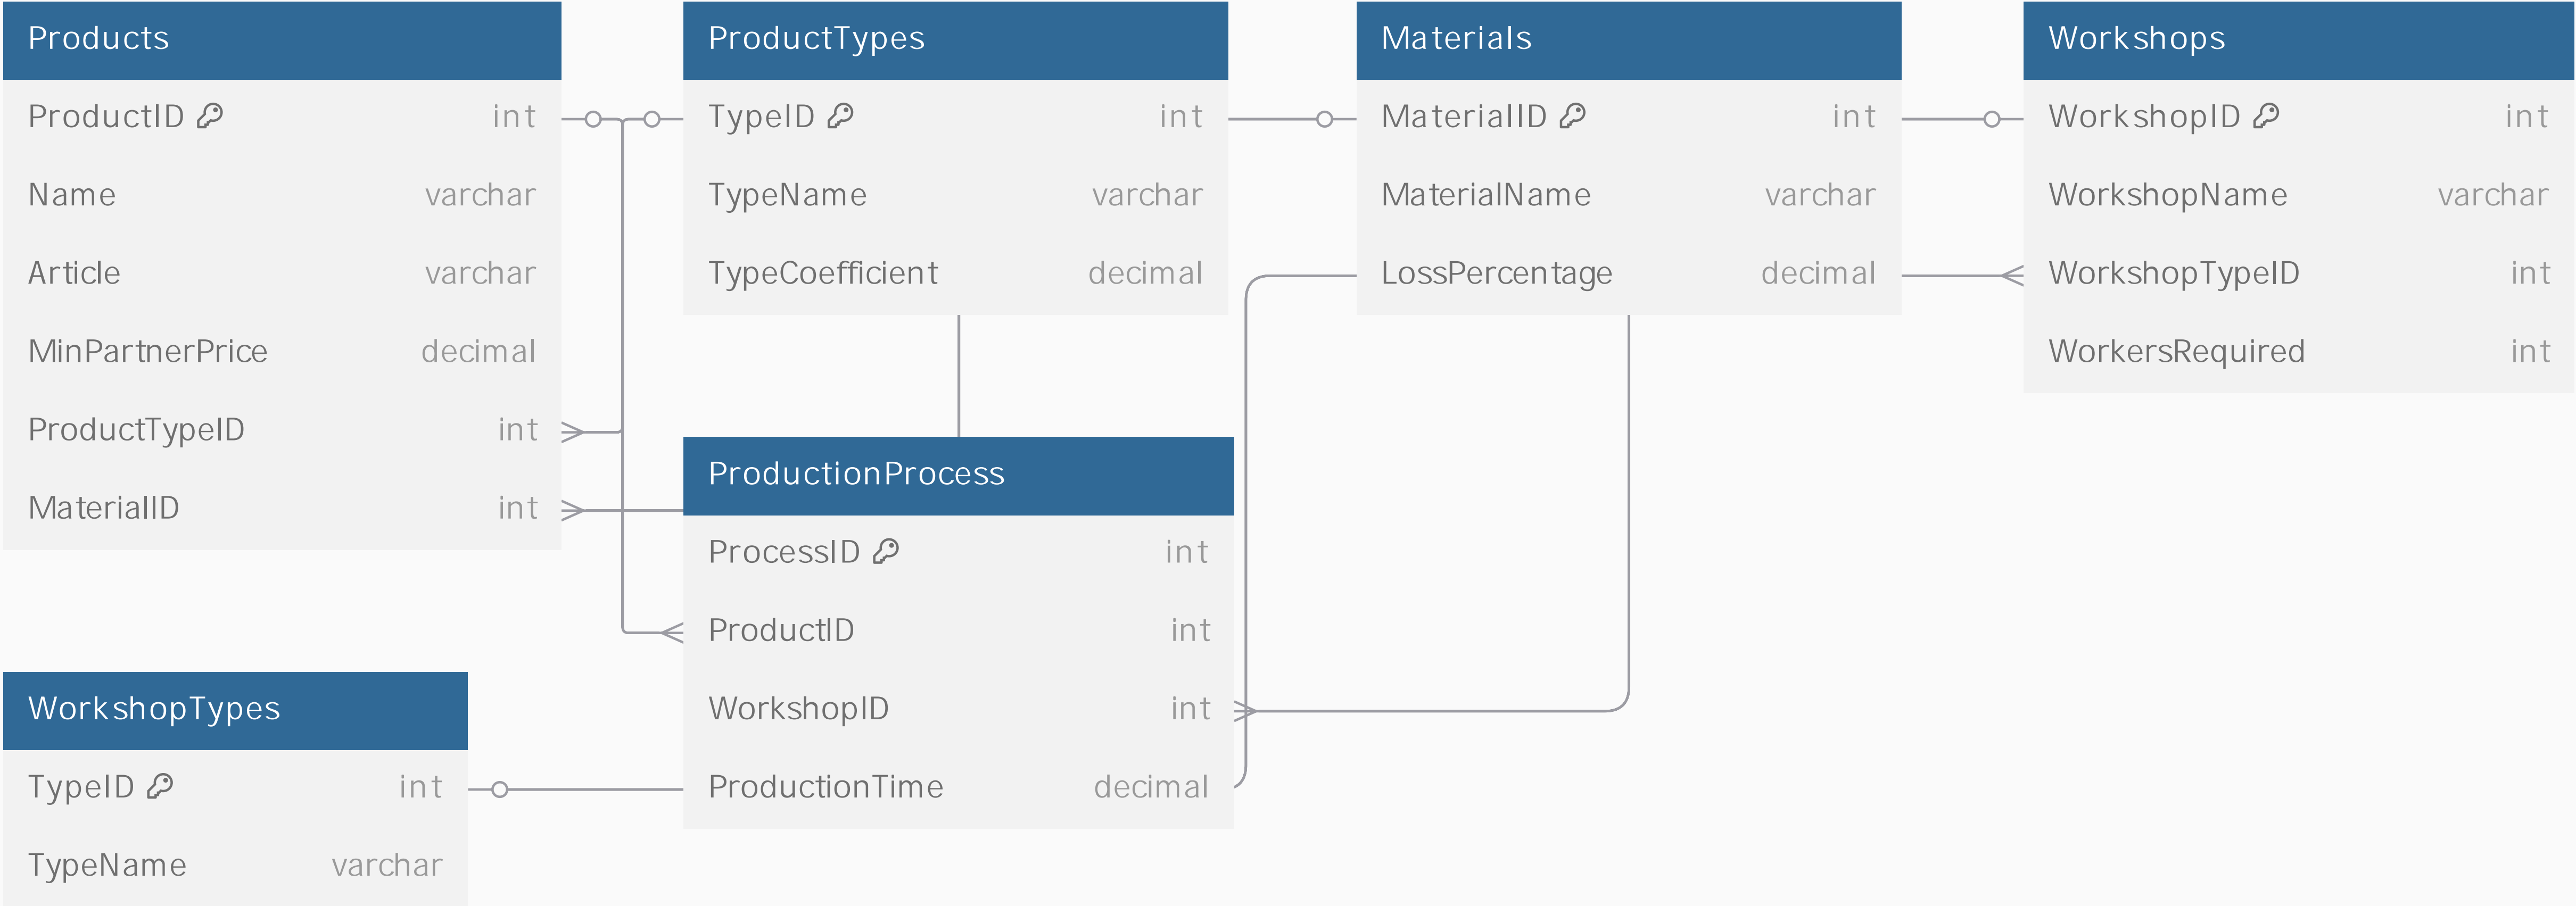 Products
ProductID int
Name varchar
Article varchar
MinPartnerPrice decimal
ProductTypeID int
MaterialID int
ProductTypes
TypeID int
TypeName varchar
TypeCoefficient decimal
Materials
MaterialID int
MaterialName varchar
LossPercentage decimal
Workshops
WorkshopID int
WorkshopName varchar
WorkshopTypeID int
WorkersRequired int
ProductionProcess
ProcessID int
ProductID int
WorkshopID int
ProductionTime decimal
WorkshopTypes
TypeID int
TypeName varchar